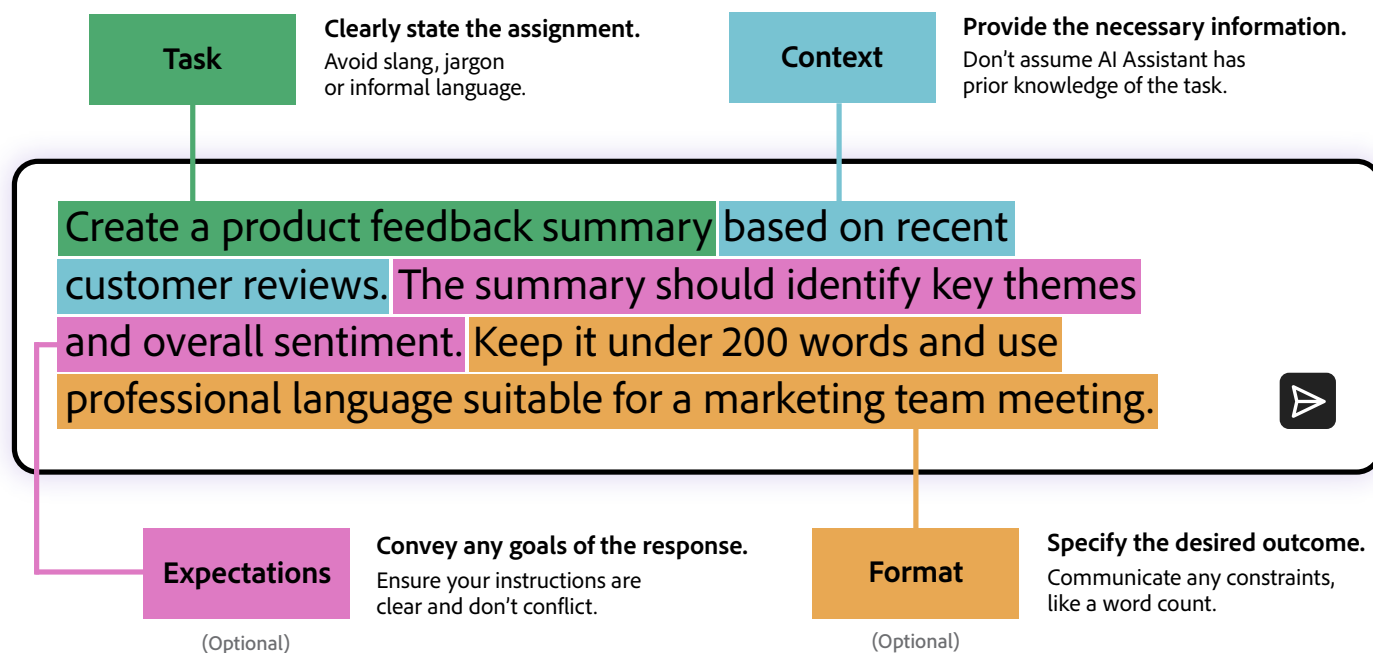 Task
Clearly state the assignment.
Avoid slang, jargon
or informal language.
Context
Provide the necessary information.
Don't assume AI Assistant has
prior knowledge of the task.
Create a product feedback summary based on recent
customer reviews. The summary should identify key themes
and overall sentiment. Keep it under 200 words and use
professional language suitable for a marketing team meeting.
Expectations
(Optional)
Convey any goals of the response.
Ensure your instructions are
clear and don't conflict.
Format
(Optional)
Specify the desired outcome.
Communicate any constraints,
like a word count.